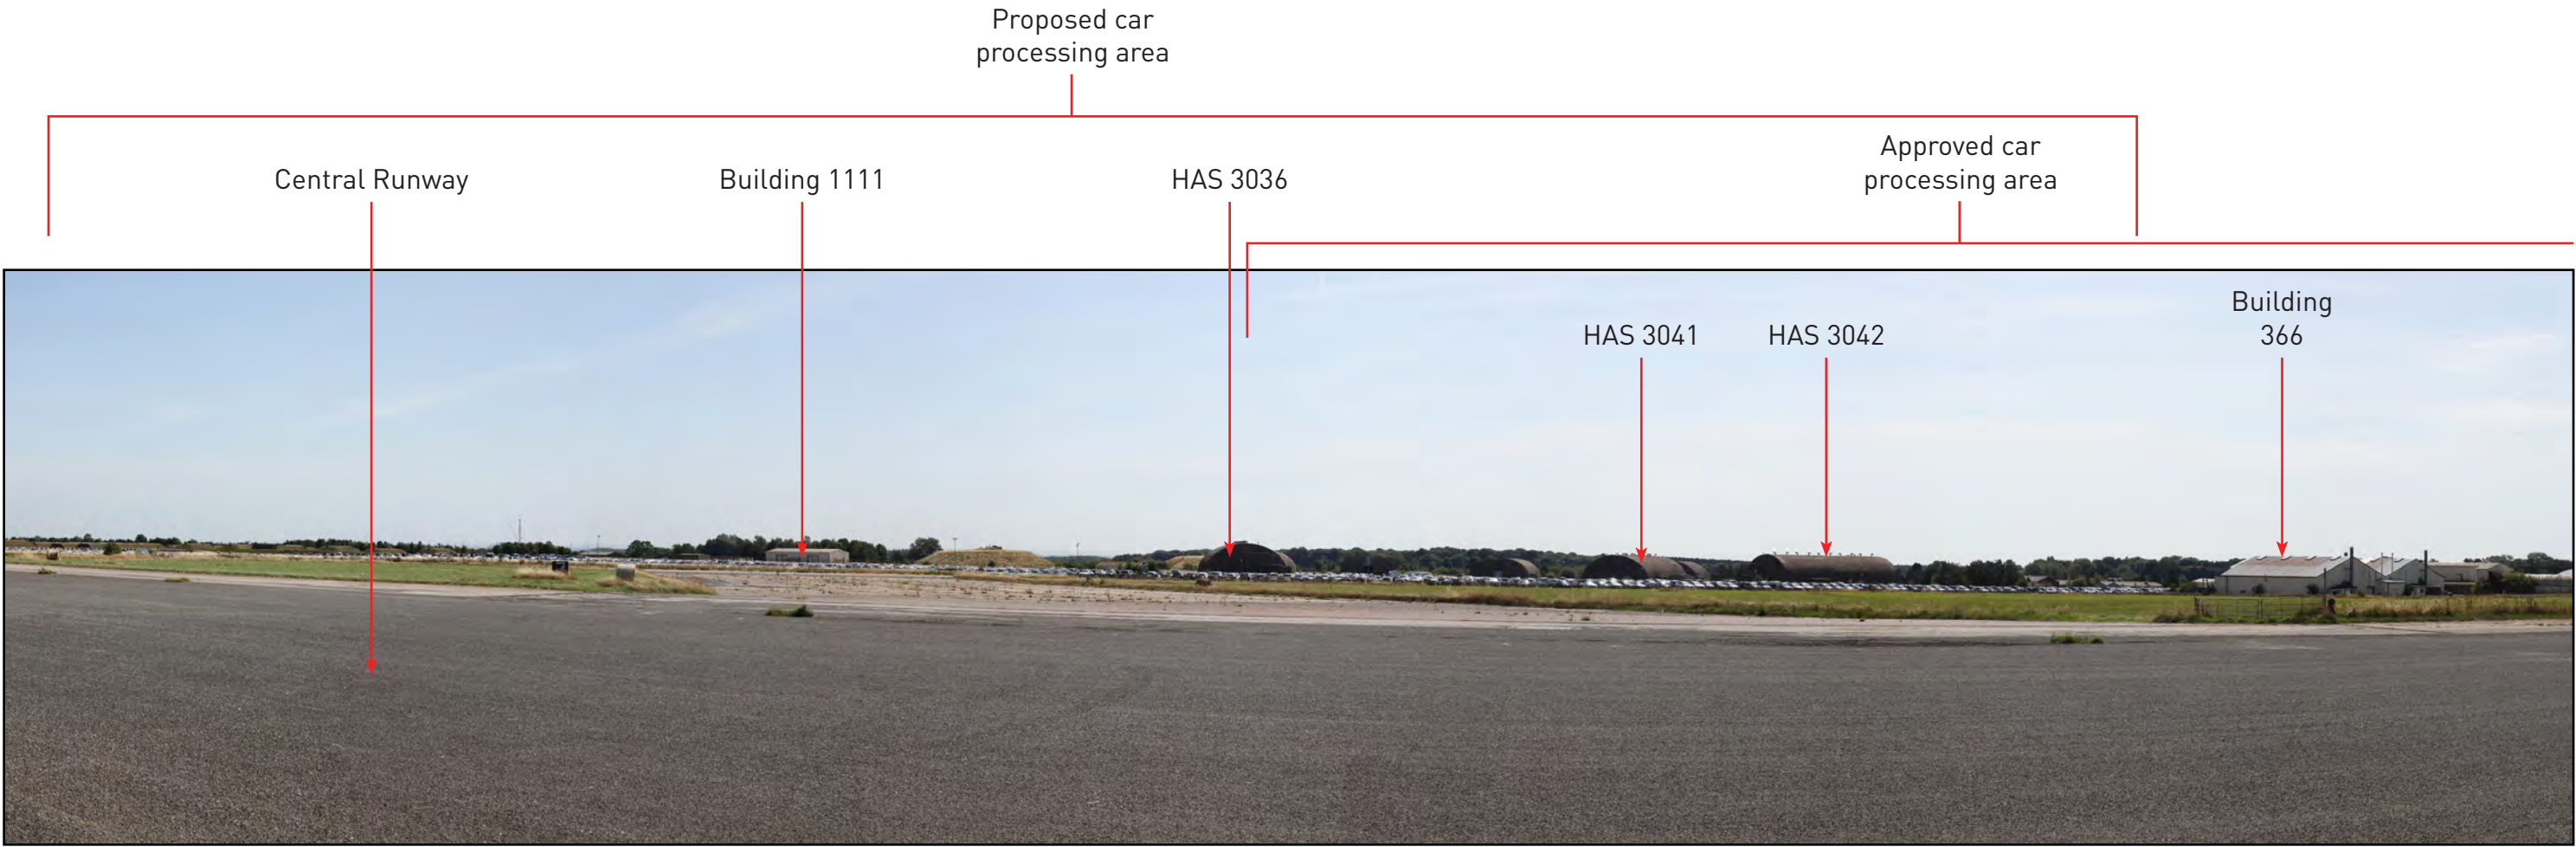 Proposed car
processing area
Approved car
processing area
Central Runway
Building 1111
HAS 3036
Building
366
HAS 3041
HAS 3042